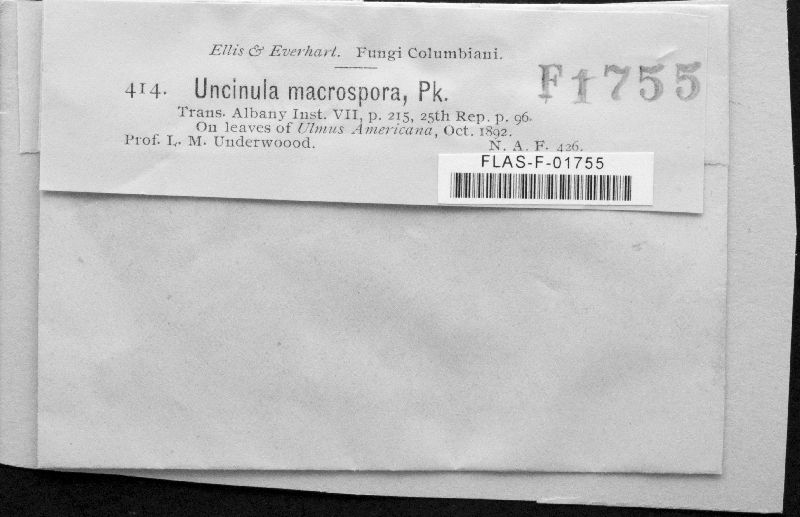 Ellis & Everhart. Fungi Columbiani.
414. Uncinula macrospora, Pk.
F1755
Trans. Albany Inst. VII, p. 215, 25th Rep. p. 96.
On leaves of Ulmus Americana, Oct. 1892.
Prof. L. M. Underwoood. N. A. F. 426.
FLAS-F-01755